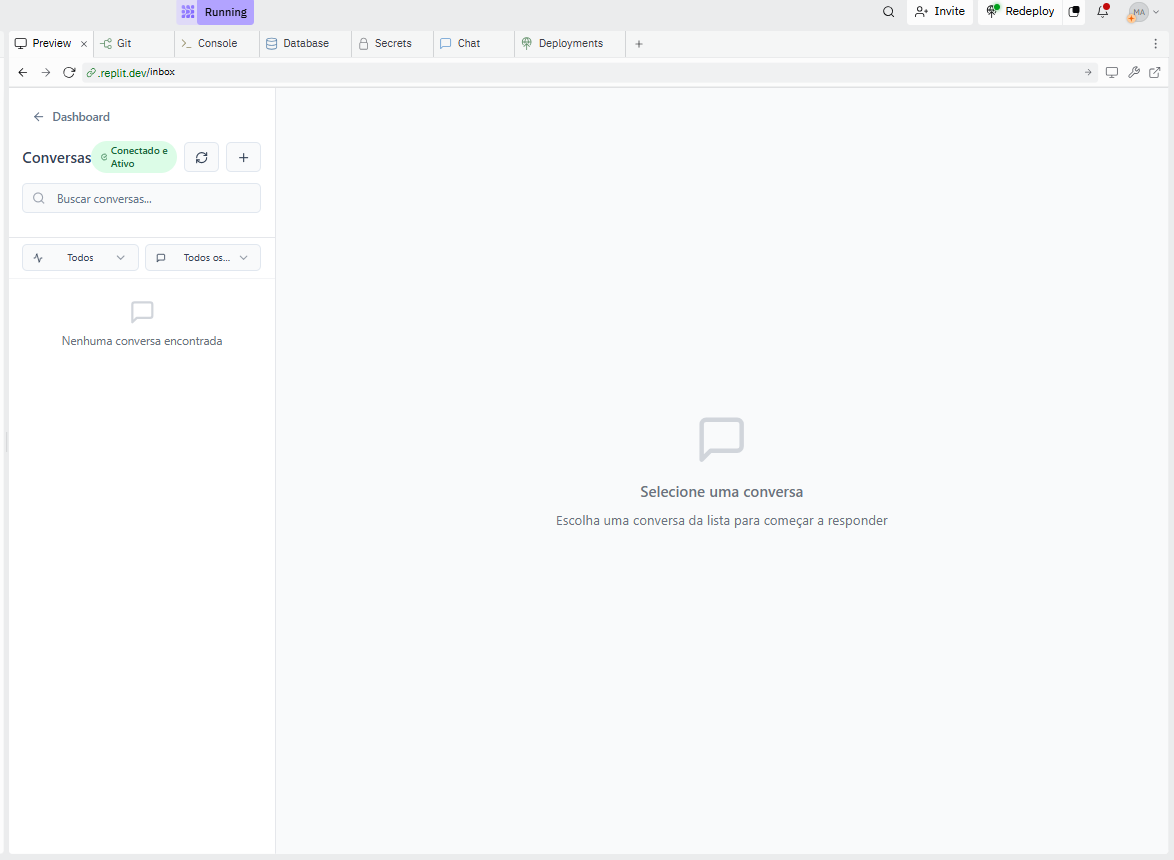 Running
Invite
Redeploy
MA
Preview
Git
Console
Database
Secrets
Chat
Deployments
.replit.dev/inbox
Dashboard
Conversas
Conectado e
Ativo
Buscar conversas...
Todos
Todos os...
Nenhuma conversa encontrada
Selecione uma conversa
Escolha uma conversa da lista para começar a responder